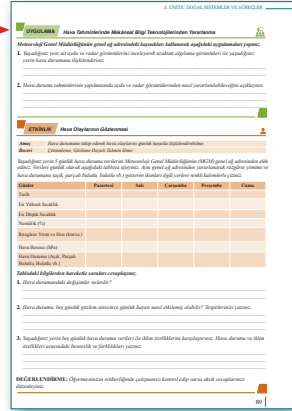 3. ÜNİTE: DOĞAL SİSTEMLER VE SÜREÇLER
UYGULAMA Hava Tahminlerinde Mekânsal Bilgi Teknolojilerinden Yararlanma
Meteoroloji Genel Müdürlüğünün genel ağ adresindeki kaynakları kullanarak aşağıdaki uygulamaları yapınız.
1. Yaşadığınız yere ait uydu ve radar görüntülerini inceleyerek uzaktan algılama görüntüleri ile yaşadığınız
yerin hava durumunu ilişkilendiriniz.
2. Hava durumu tahminlerinin yapılmasında uydu ve radar görüntülerinden nasıl yararlanılabileceğini açıklayınız.
ETKİNLİK Hava Olaylarının Gözlenmesi
Amaç Hava durumunu takip ederek hava olaylarını günlük hayatla ilişkilendirebilme
Beceri Çözümleme, Gözleme Dayalı Tahmin Etme
Yaşadığınız yerin 5 günlük hava durumu verilerini Meteoroloji Genel Müdürlüğünün (MGM) genel ağ adresinden elde
ediniz. Verileri günlük olarak aşağıdaki tabloya işleyiniz. Aynı genel ağ adresinden yararlanarak rüzgârın yönünü ve
hava durumunu (açık, parçalı bulutlu, bulutlu vb.) gösteren ikonları ilgili yerlere renkli kalemlerle çiziniz.
Günler Pazartesi Salı Çarşamba Perşembe Cuma
Tarih
En Yüksek Sıcaklık
En Düşük Sıcaklık
Nemlilik (%)
Rüzgârın Yönü ve Hızı (km/sa.)
Hava Basıncı (hPa)
Hava Durumu (Açık, Parçalı
Bulutlu, Bulutlu vb.)
Tablodaki bilgilerden hareketle soruları cevaplayınız.
1. Hava durumundaki değişimler nelerdir?
2. Hava durumu, beş günlük gözlem süresince günlük hayatı nasıl etkilemiş olabilir? Tespitlerinizi yazınız.
3. Yaşadığınız yerin beş günlük hava durumu verileri ile iklim özelliklerini karşılaştırınız. Hava durumu ve iklim
özellikleri arasındaki benzerlik ve farklılıkları yazınız.
DEĞERLENDİRME: Öğretmeninizin rehberliğinde çalışmanızı kontrol edip varsa eksik cevaplarınızı
düzenleyiniz.